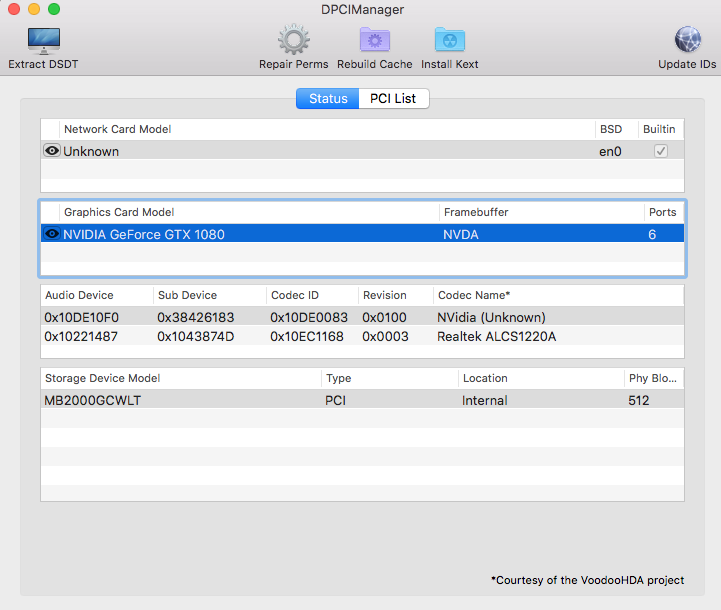 DPCIManager
Extract DSDT Repair Perms Rebuild Cache Install Kext Update IDs
Status PCI List
Network Card Model BSD Builtin
Unknown en0
Graphics Card Model Framebuffer Ports
NVIDIA GeForce GTX 1080 NVDA 6
Audio Device Sub Device Codec ID Revision Codec Name*
0x10DE10F0 0x38426183 0x10DE0083 0x0100 NVidia (Unknown)
0x10221487 0x1043874D 0x10EC1168 0x0003 Realtek ALCS1220A
Storage Device Model Type Location Phy Blo...
MB2000GCWLT PCI Internal 512
*Courtesy of the VoodooHDA project